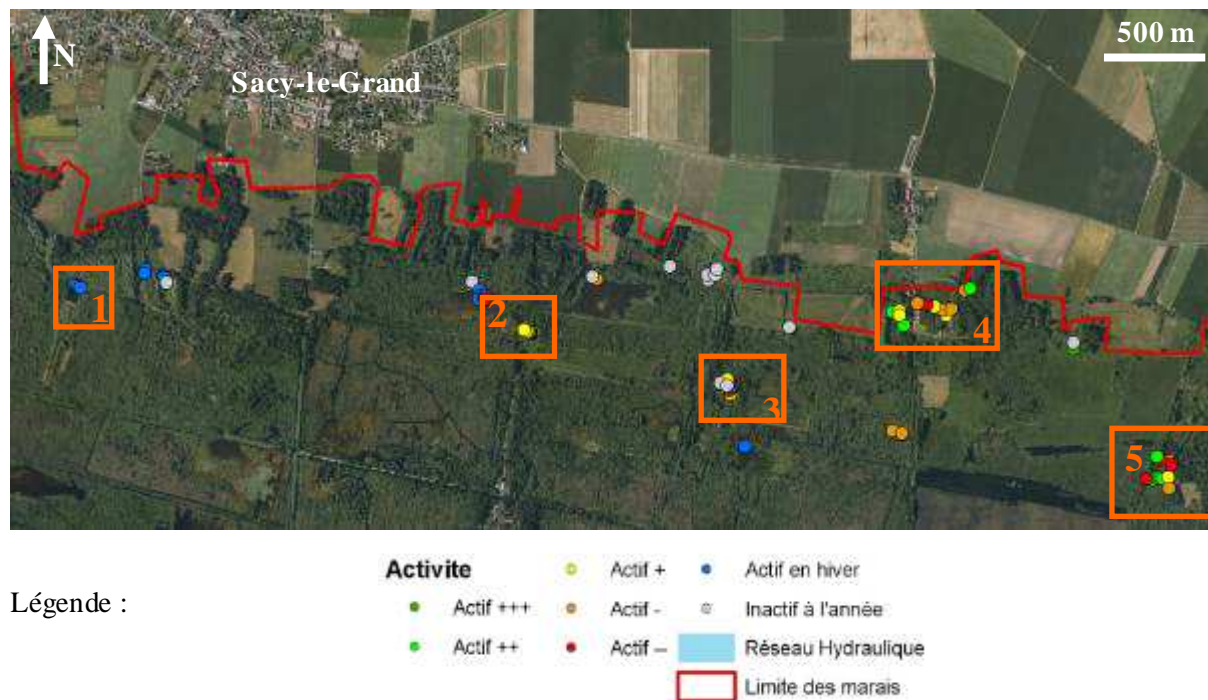 500 m
N
Sacy-le-Grand
1
2
3
4
5
Légende :
Activite
Actif +++
Actif ++
Actif +
Actif -
Actif --
Actif en hiver
Inactif à l'année
Réseau Hydraulique
Limite des marais